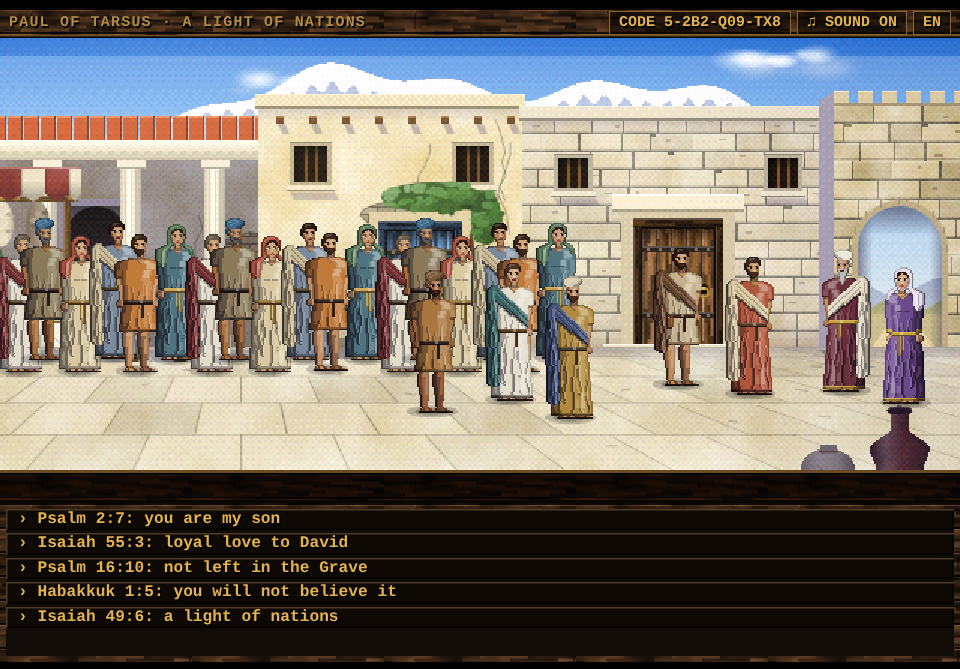 PAUL OF TARSUS · A LIGHT OF NATIONS
CODE 5-2B2-Q09-TX8
♫ SOUND ON
EN
› Psalm 2:7: you are my son
› Isaiah 55:3: loyal love to David
› Psalm 16:10: not left in the Grave
› Habakkuk 1:5: you will not believe it
› Isaiah 49:6: a light of nations